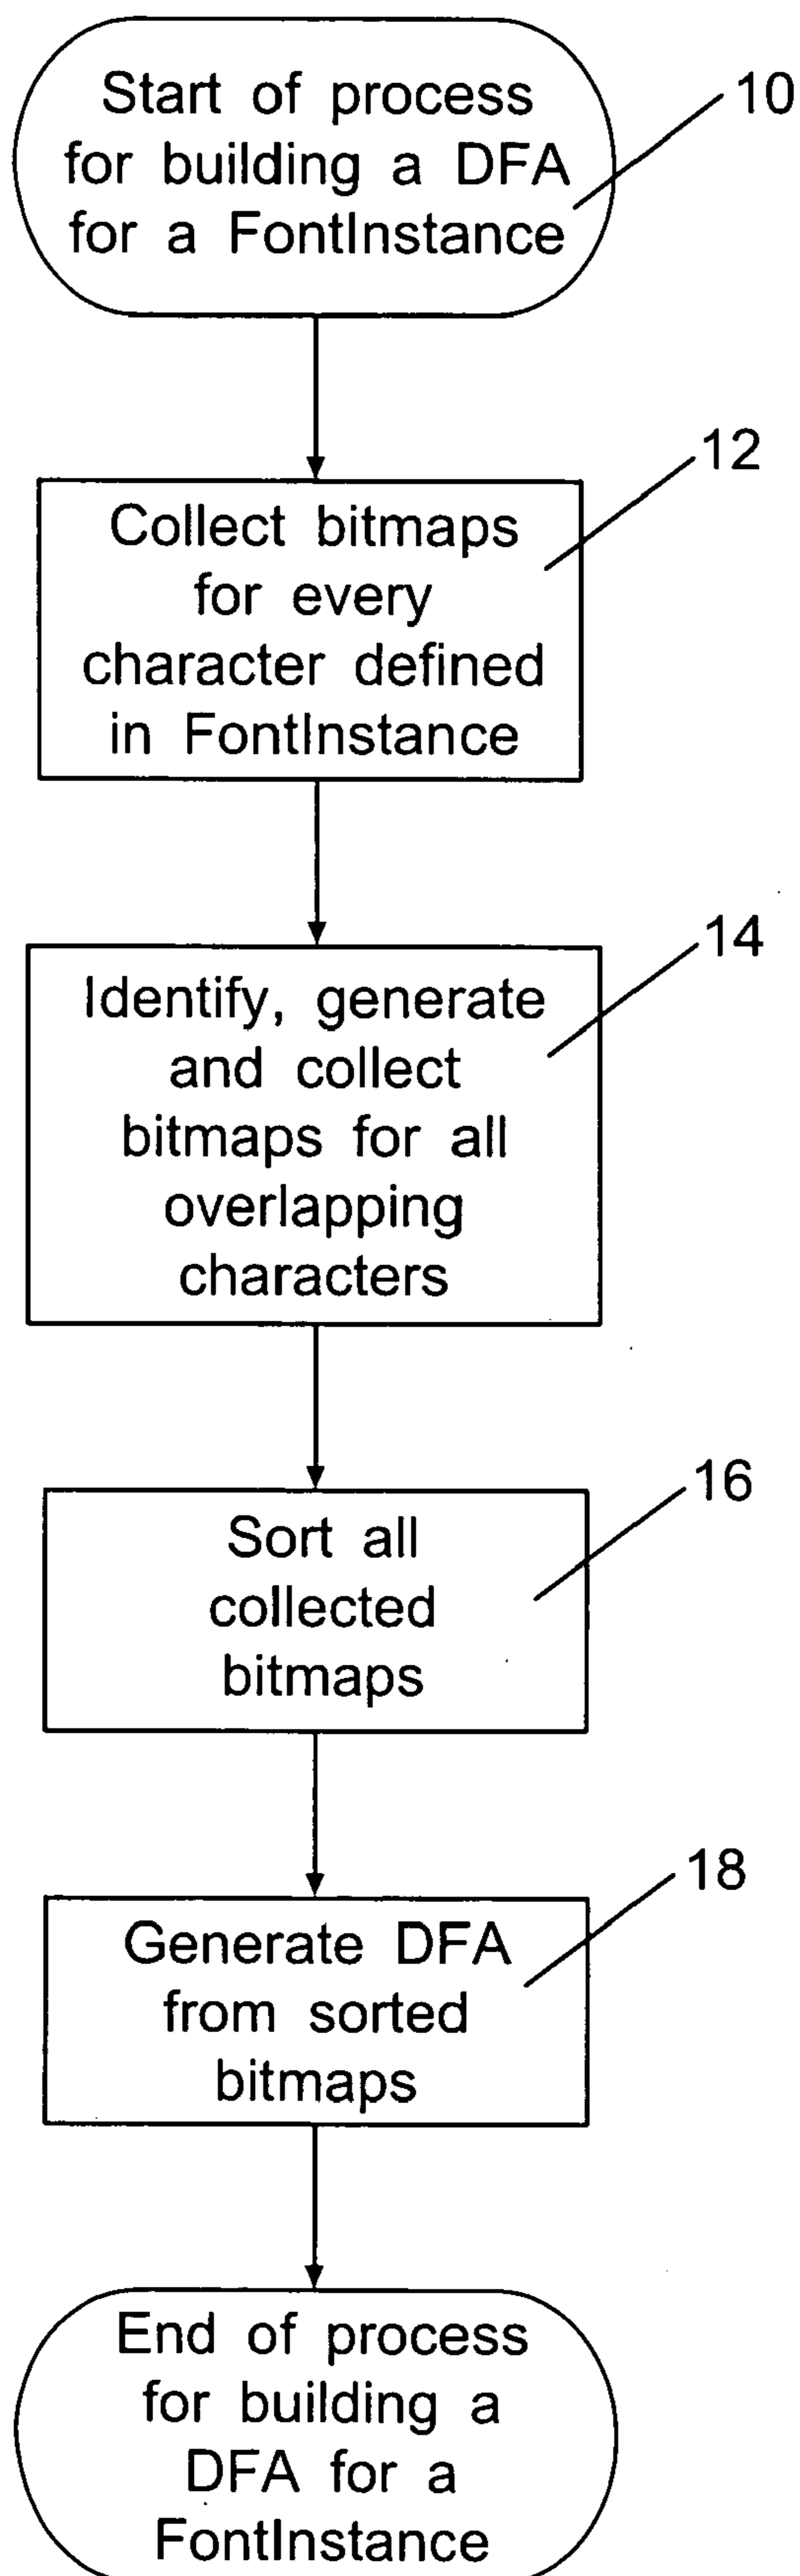 Start of process
for building a DFA
for a FontInstance
10
Collect bitmaps
for every
character defined
in FontInstance
12
Identify, generate
and collect
bitmaps for all
overlapping
characters
14
Sort all
collected
bitmaps
16
Generate DFA
from sorted
bitmaps
18
End of process
for building a
DFA for a
FontInstance